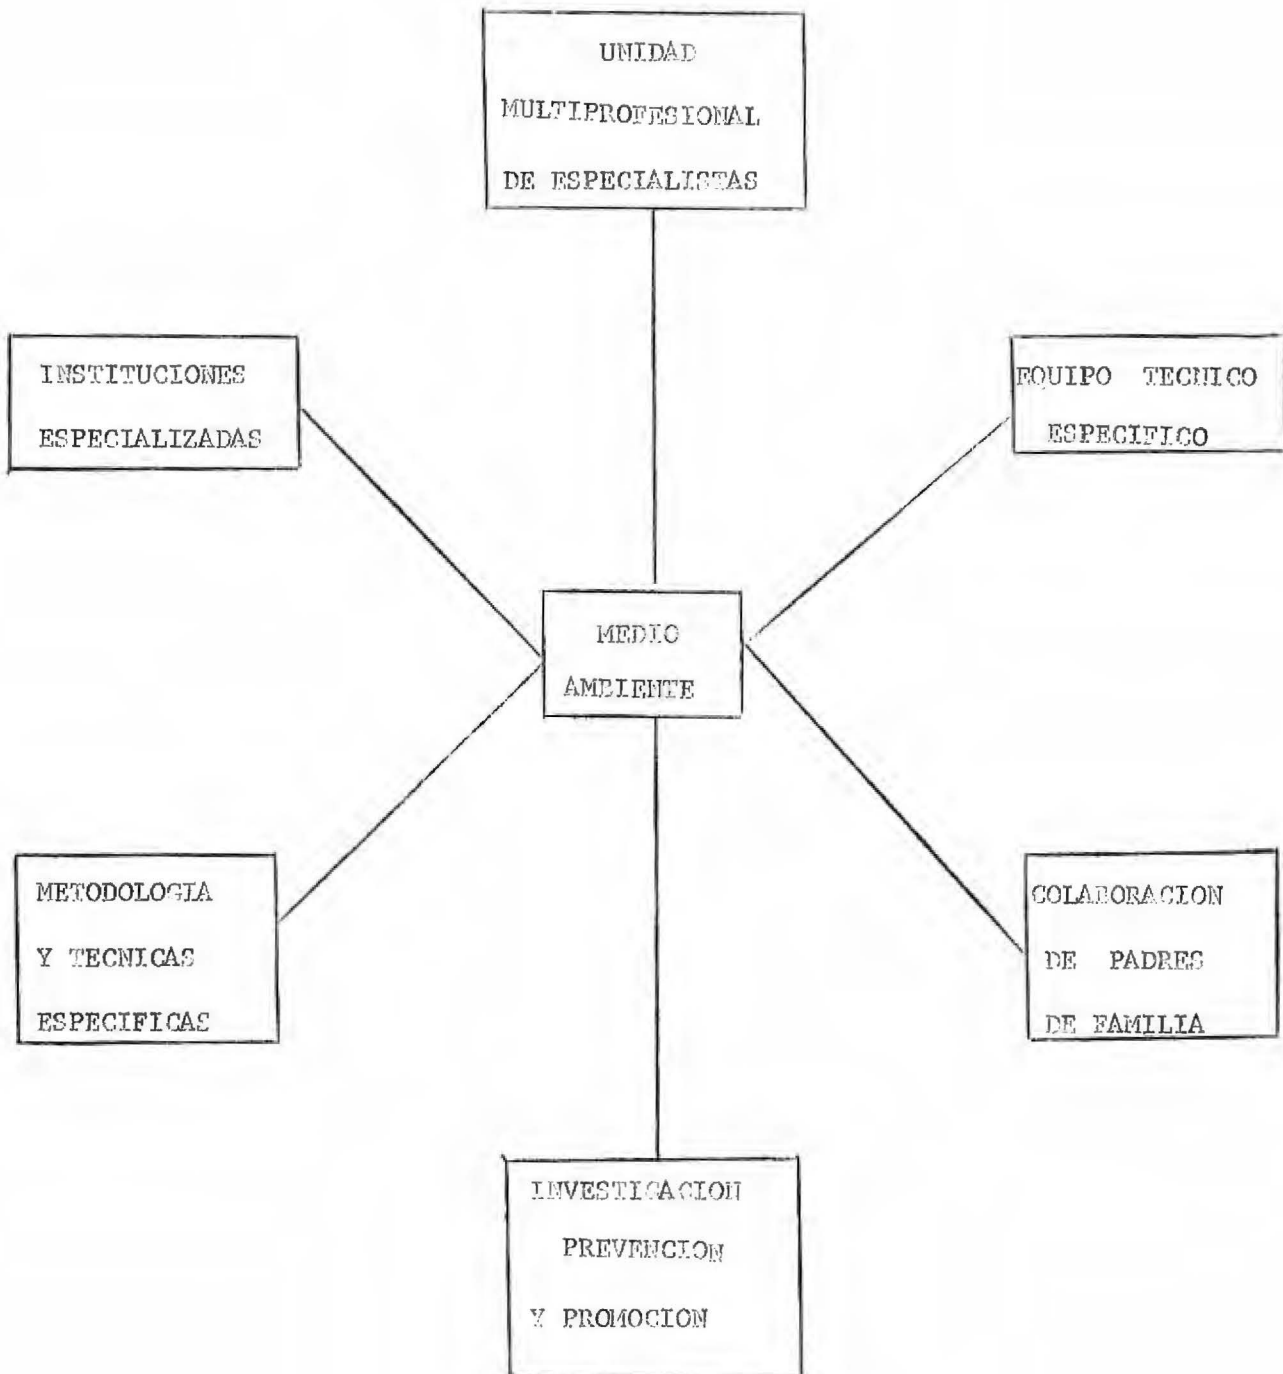 UNIDAD
MULTIPROFESIONAL
DE ESPECIALISTAS
INSTITUCIONES
ESPECIALIZADAS
EQUIPO TECNICO
ESPECIFICO
MEDIO
AMBIENTE
METODOLOGIA
Y TECNICAS
ESPECIFICAS
COLABORACION
DE PADRES
DE FAMILIA
INVESTIGACION
PREVENCION
Y PROMOCION